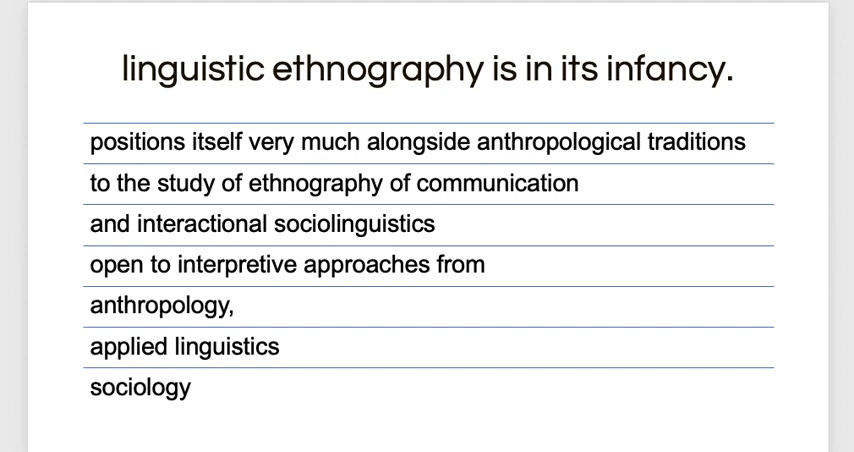 linguistic ethnography is in its infancy.
positions itself very much alongside anthropological traditions
to the study of ethnography of communication
and interactional sociolinguistics
open to interpretive approaches from
anthropology,
applied linguistics
sociology